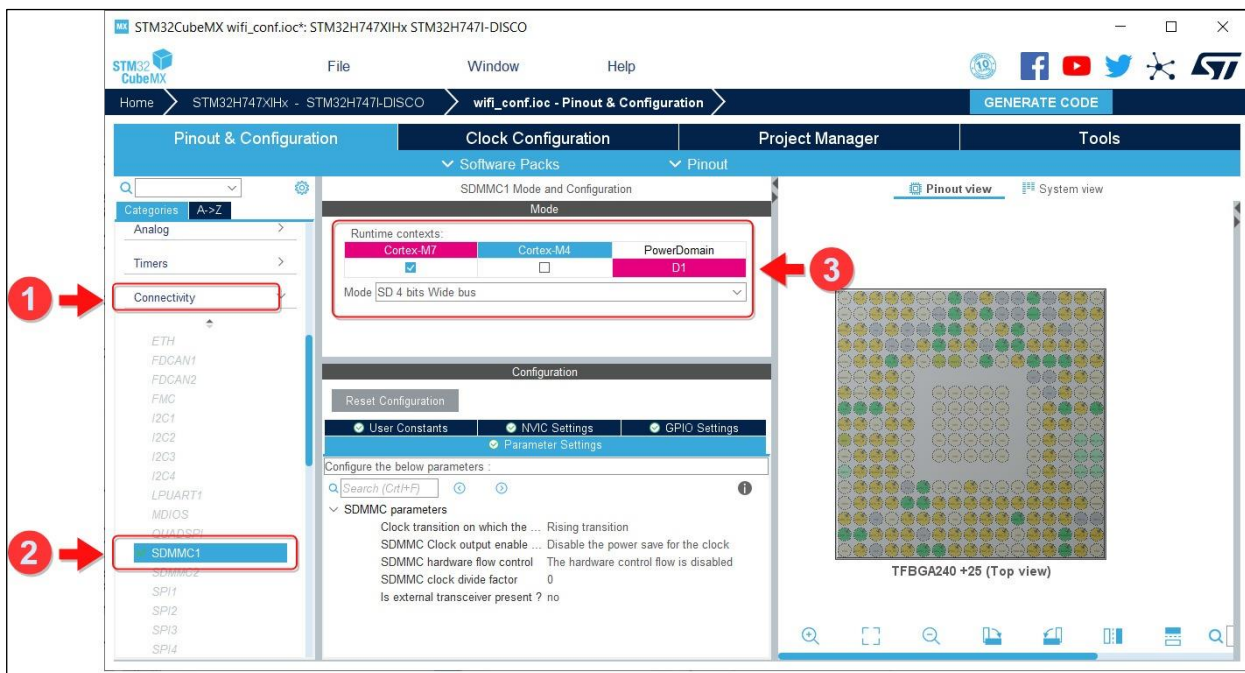 MX STM32CubeMX wifi_conf.ioc*: STM32H747XIHx STM32H747I-DISCO
STM32 CubeMX File Window Help 10
Home STM32H747XIHx - STM32H747I-DISCO wifi_conf.ioc - Pinout & Configuration GENERATE CODE
Pinout & Configuration Clock Configuration Project Manager Tools
Software Packs Pinout
SDMMC1 Mode and Configuration
Pinout view System view
Categories A->Z
Mode
Analog
Timers
1
Connectivity
ETH
FDCAN1
FDCAN2
FMC
I2C1
I2C2
I2C3
I2C4
LPUART1
MDIOS
QUADSPI
2
SDMMC1
SDMMC2
SPI1
SPI2
SPI3
SPI4
Runtime contexts:
Cortex-M7 Cortex-M4 PowerDomain
D1
3
Mode SD 4 bits Wide bus
Configuration
Reset Configuration
User Constants NVIC Settings GPIO Settings
Parameter Settings
Configure the below parameters :
Search (Crtl+F)
SDMMC parameters
Clock transition on which the ... Rising transition
SDMMC Clock output enable ... Disable the power save for the clock
SDMMC hardware flow control The hardware control flow is disabled
SDMMC clock divide factor 0
Is external transceiver present ? no
TFBGA240 +25 (Top view)